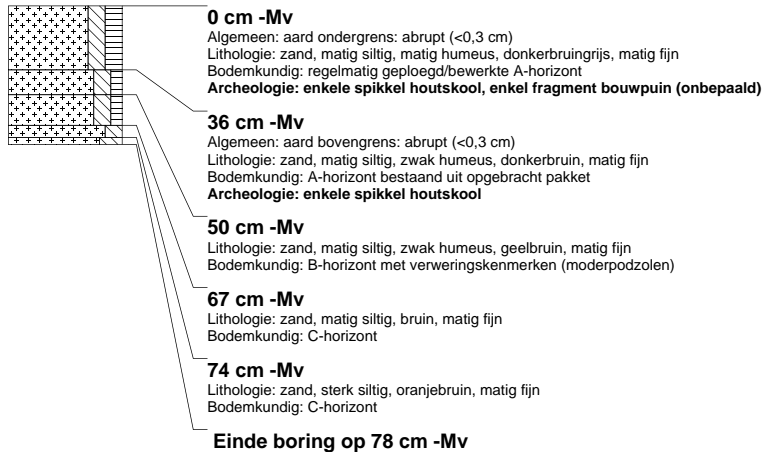 0 cm -Mv
Algemeen: aard ondergrens: abrupt (<0,3 cm)
Lithologie: zand, matig siltig, matig humeus, donkerbruingrijs, matig fijn
Bodemkundig: regelmatig geploegd/bewerkte A-horizont
Archeologie: enkele spikkel houtskool, enkel fragment bouwpuin (onbepaald)
36 cm -Mv
Algemeen: aard bovengrens: abrupt (<0,3 cm)
Lithologie: zand, matig siltig, zwak humeus, donkerbruin, matig fijn
Bodemkundig: A-horizont bestaand uit opgebracht pakket
Archeologie: enkele spikkel houtskool
50 cm -Mv
Lithologie: zand, matig siltig, zwak humeus, geelbruin, matig fijn
Bodemkundig: B-horizont met verweringskenmerken (moderpodzolen)
67 cm -Mv
Lithologie: zand, matig siltig, bruin, matig fijn
Bodemkundig: C-horizont
74 cm -Mv
Lithologie: zand, sterk siltig, oranjebruin, matig fijn
Bodemkundig: C-horizont
Einde boring op 78 cm -Mv